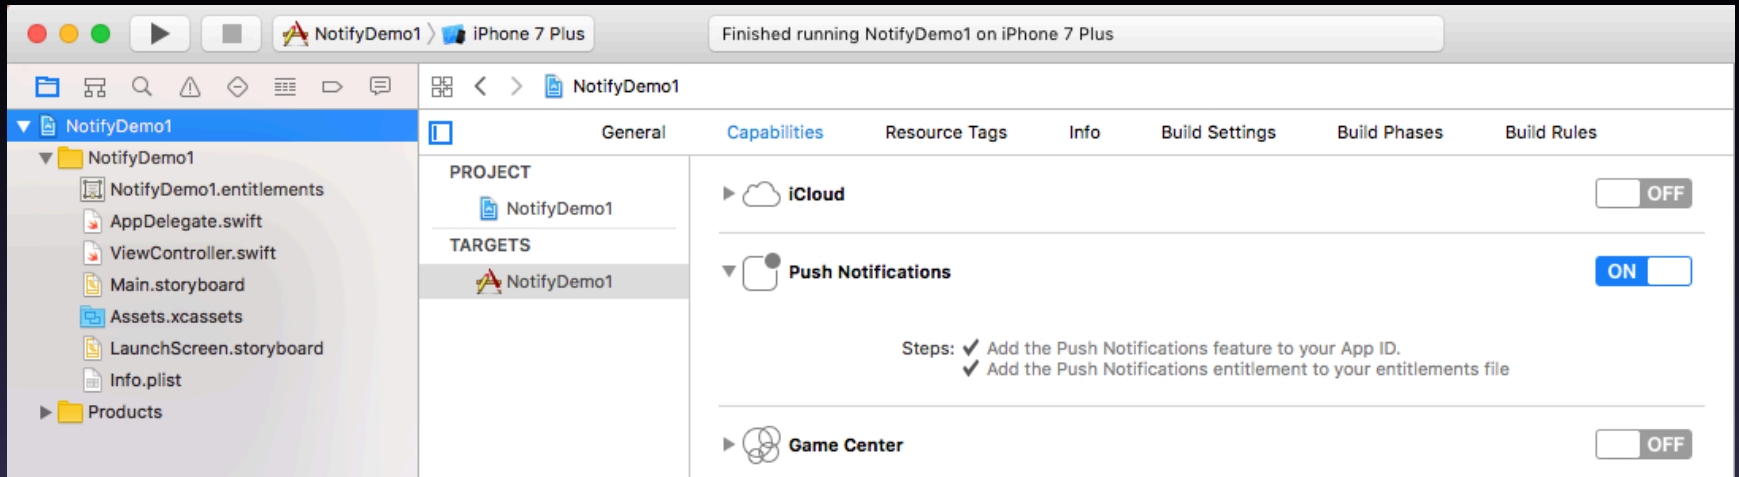 NotifyDemo1 iPhone 7 Plus
Finished running NotifyDemo1 on iPhone 7 Plus
NotifyDemo1
NotifyDemo1
NotifyDemo1
NotifyDemo1.entitlements
AppDelegate.swift
ViewController.swift
Main.storyboard
Assets.xcassets
LaunchScreen.storyboard
Info.plist
Products
General Capabilities Resource Tags Info Build Settings Build Phases Build Rules
PROJECT
NotifyDemo1
TARGETS
NotifyDemo1
iCloud OFF
Push Notifications ON
Steps: ✔ Add the Push Notifications feature to your App ID.
✔ Add the Push Notifications entitlement to your entitlements file
Game Center OFF